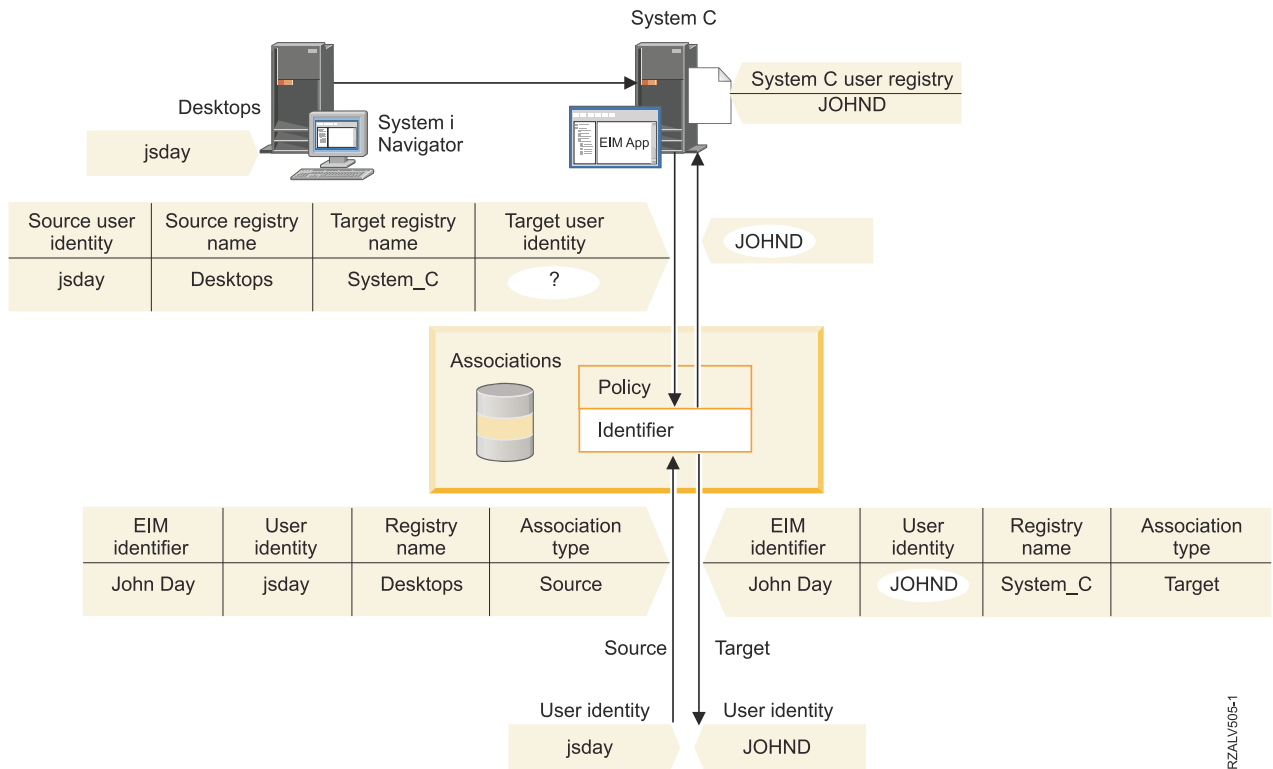 System C
System C user registry
JOHND
Desktops
System i
Navigator
EIM App
jsday
Source user
identity
Source registry
name
Target registry
name
Target user
identity
jsday
Desktops
System_C
?
JOHND
Associations
Policy
Identifier
EIM
identifier
User
identity
Registry
name
Association
type
John Day
jsday
Desktops
Source
EIM
identifier
User
identity
Registry
name
Association
type
John Day
JOHND
System_C
Target
Source
Target
User identity
jsday
User identity
JOHND
RZALV505-1